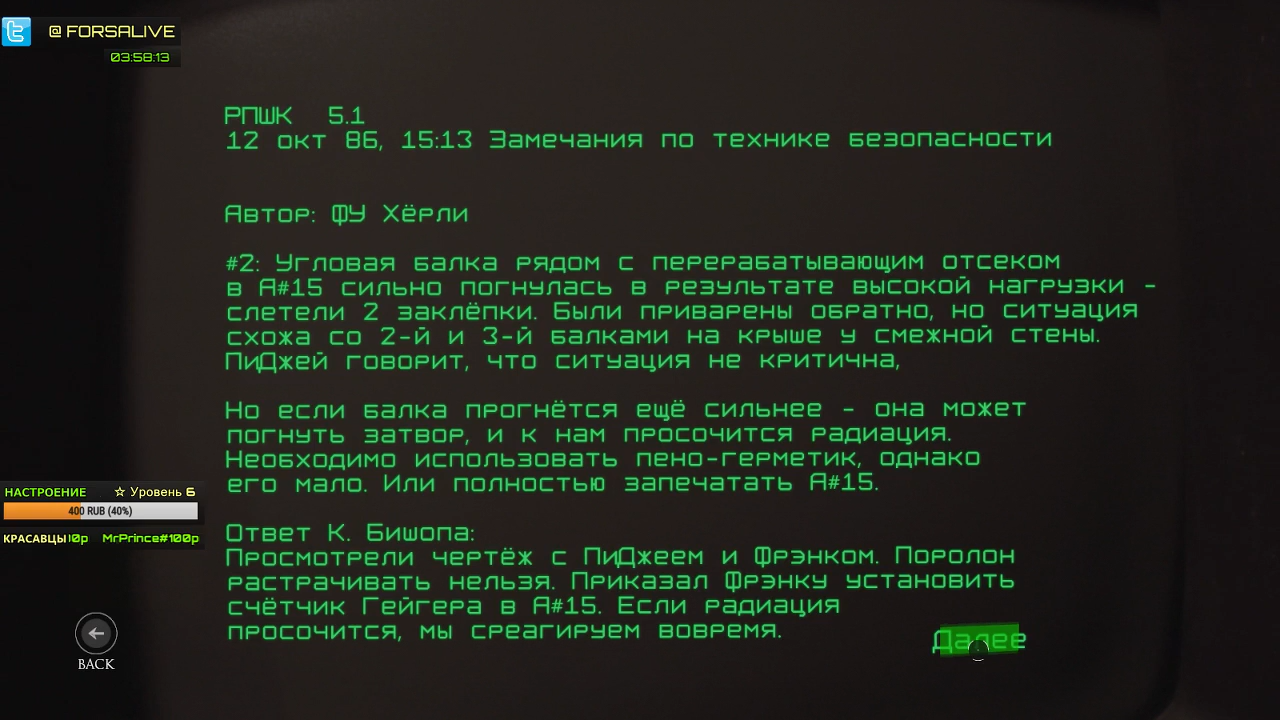 @ FORSALIVE
03:58:13
РПШК 5.1
12 окт 86, 15:13 Замечания по технике безопасности
Автор: ФУ Хёрли
#2: Угловая балка рядом с перерабатывающим отсеком
в А#15 сильно погнулась в результате высокой нагрузки -
слетели 2 заклёпки. Были приварены обратно, но ситуация
схожа со 2-й и 3-й балками на крыше у смежной стены.
ПиДжей говорит, что ситуация не критична,
Но если балка прогнётся ещё сильнее - она может
погнуть затвор, и к нам просочится радиация.
Необходимо использовать пено-герметик, однако
его мало. Или полностью запечатать А#15.
Ответ К. Бишопа:
Просмотрели чертёж с ПиДжеем и Фрэнком. Поролон
растрачивать нельзя. Приказал Фрэнку установить
счётчик Гейгера в А#15. Если радиация
просочится, мы среагируем вовремя.
Далее
НАСТРОЕНИЕ ☆ Уровень 6
400 RUB (40%)
КРАСАВЦЫ 0р MrPrince#100р
BACK